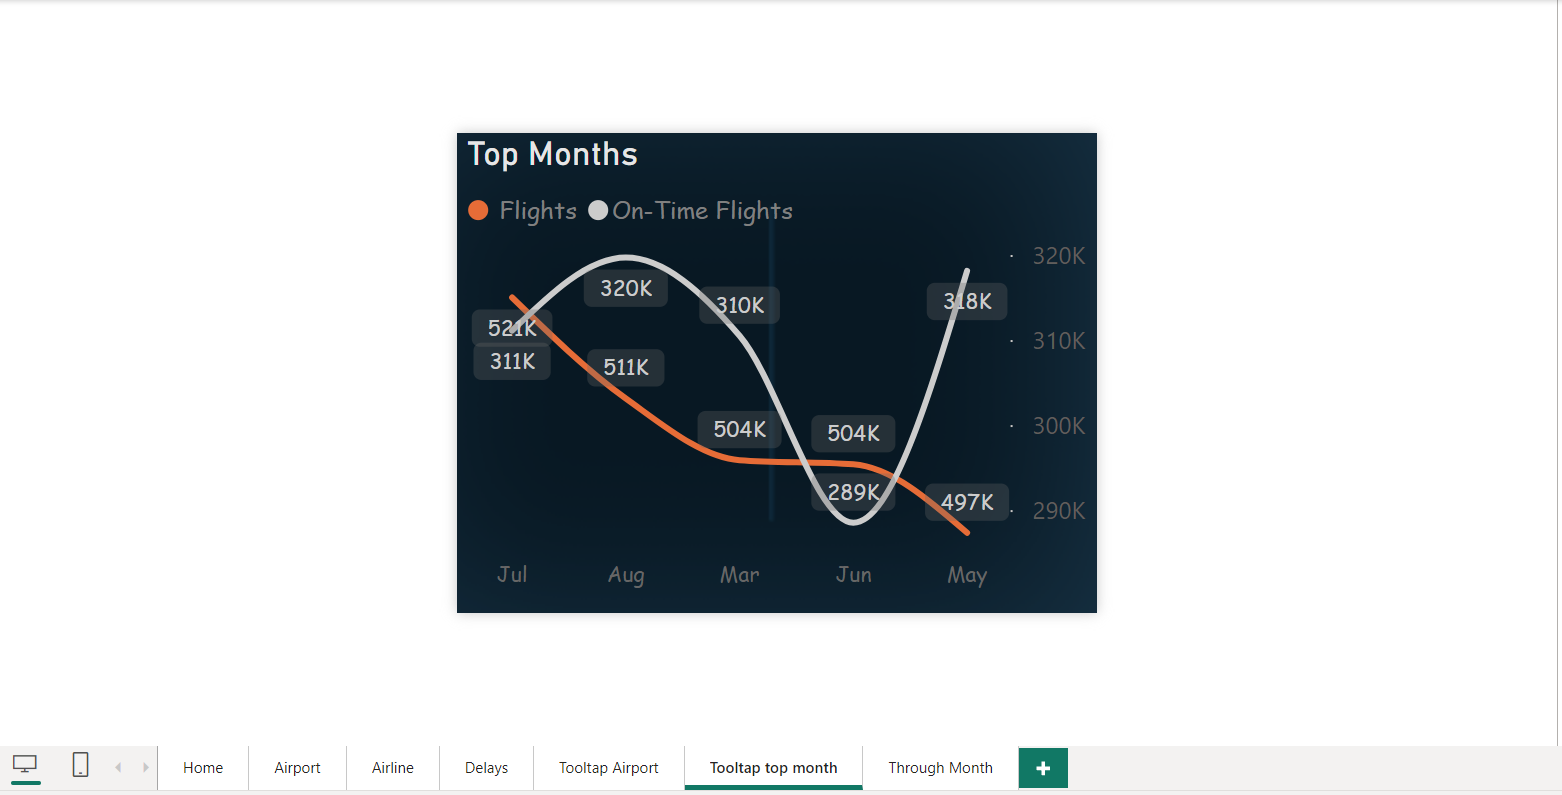 Top Months
Flights On-Time Flights
320K
320K
310K
318K
521K
310K
311K
511K
504K
504K
300K
289K
497K
290K
Jul Aug Mar Jun May
Home Airport Airline Delays Tooltap Airport Tooltap top month Through Month